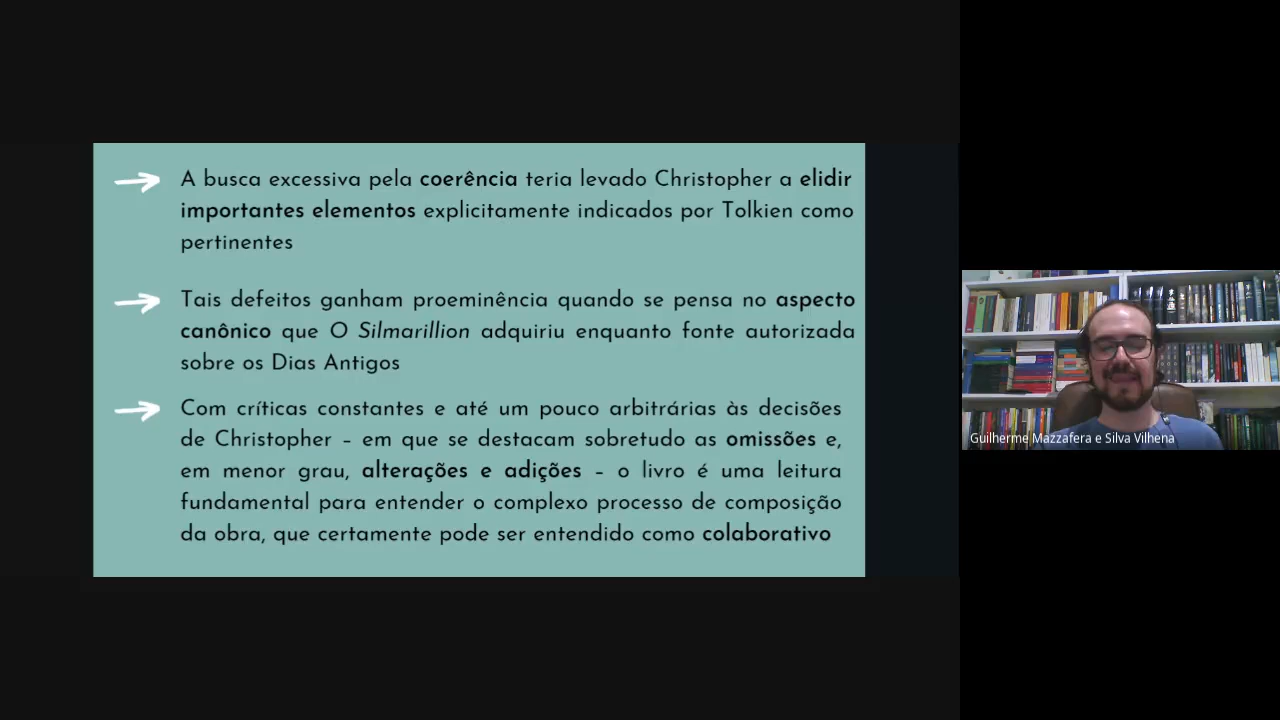 A busca excessiva pela coerência teria levado Christopher a elidir
importantes elementos explicitamente indicados por Tolkien como
pertinentes
Tais defeitos ganham proeminência quando se pensa no aspecto
canônico que O Silmarillion adquiriu enquanto fonte autorizada
sobre os Dias Antigos
Com críticas constantes e até um pouco arbitrárias às decisões
de Christopher – em que se destacam sobretudo as omissões e,
em menor grau, alterações e adições – o livro é uma leitura
fundamental para entender o complexo processo de composição
da obra, que certamente pode ser entendido como colaborativo
Guilherme Mazzafera e Silva Vilhena